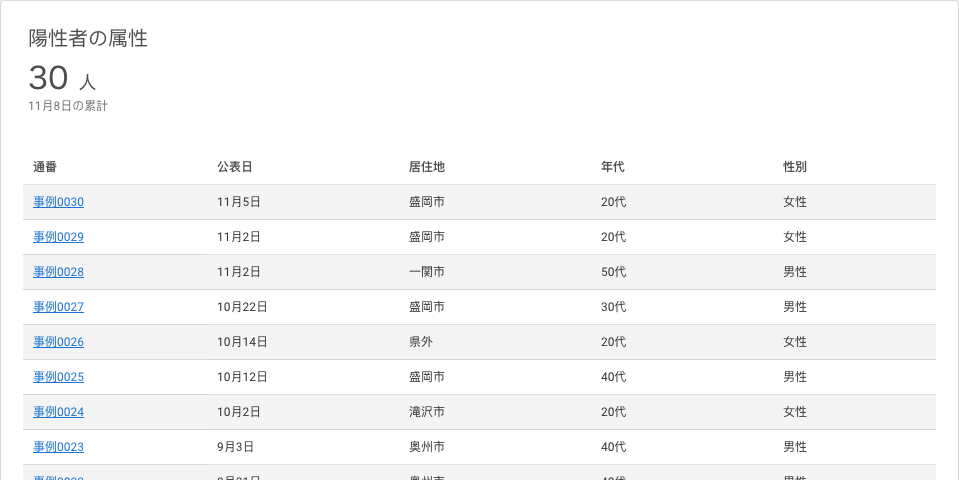 陽性者の属性
30 人
11月8日の累計
通番 公表日 居住地 年代 性別
事例0030 11月5日 盛岡市 20代 女性
事例0029 11月2日 盛岡市 20代 女性
事例0028 11月2日 一関市 50代 男性
事例0027 10月22日 盛岡市 30代 男性
事例0026 10月14日 県外 20代 女性
事例0025 10月12日 盛岡市 40代 男性
事例0024 10月2日 滝沢市 20代 女性
事例0023 9月3日 奥州市 40代 男性